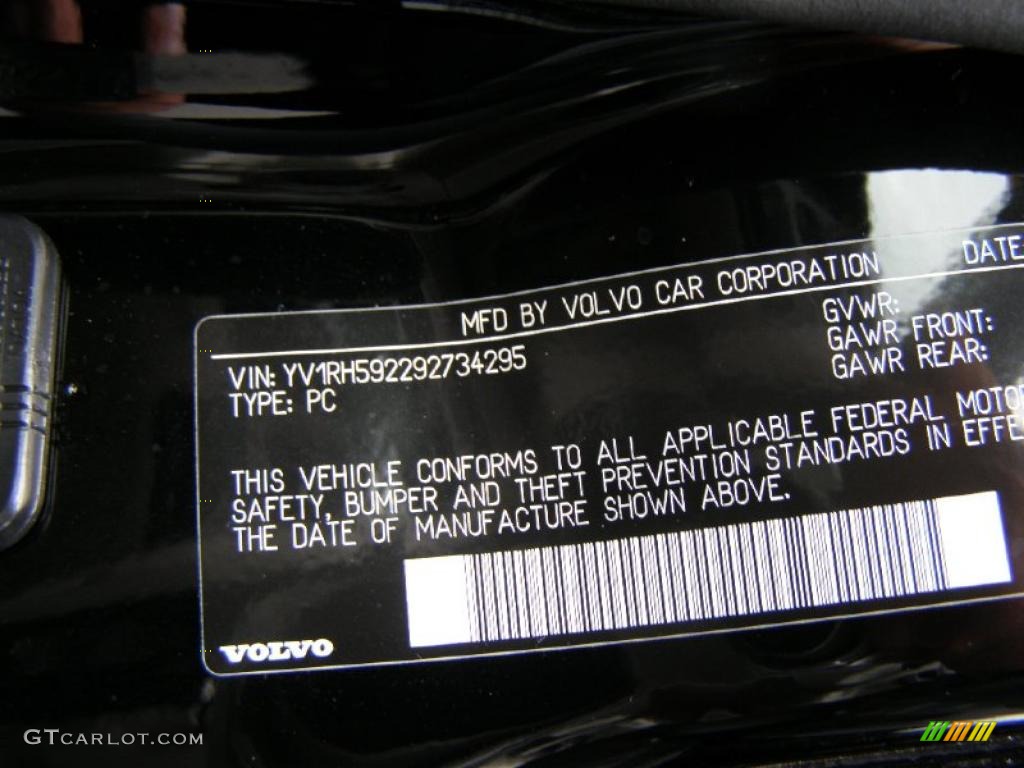 MFD BY VOLVO CAR CORPORATION DATE
VIN: YV1RH592292734295
TYPE: PC
GVWR:
GAWR FRONT:
GAWR REAR:
THIS VEHICLE CONFORMS TO ALL APPLICABLE FEDERAL MOTO
SAFETY, BUMPER AND THEFT PREVENTION STANDARDS IN EFFE
THE DATE OF MANUFACTURE SHOWN ABOVE.
VOLVO
GTCARLOT.COM